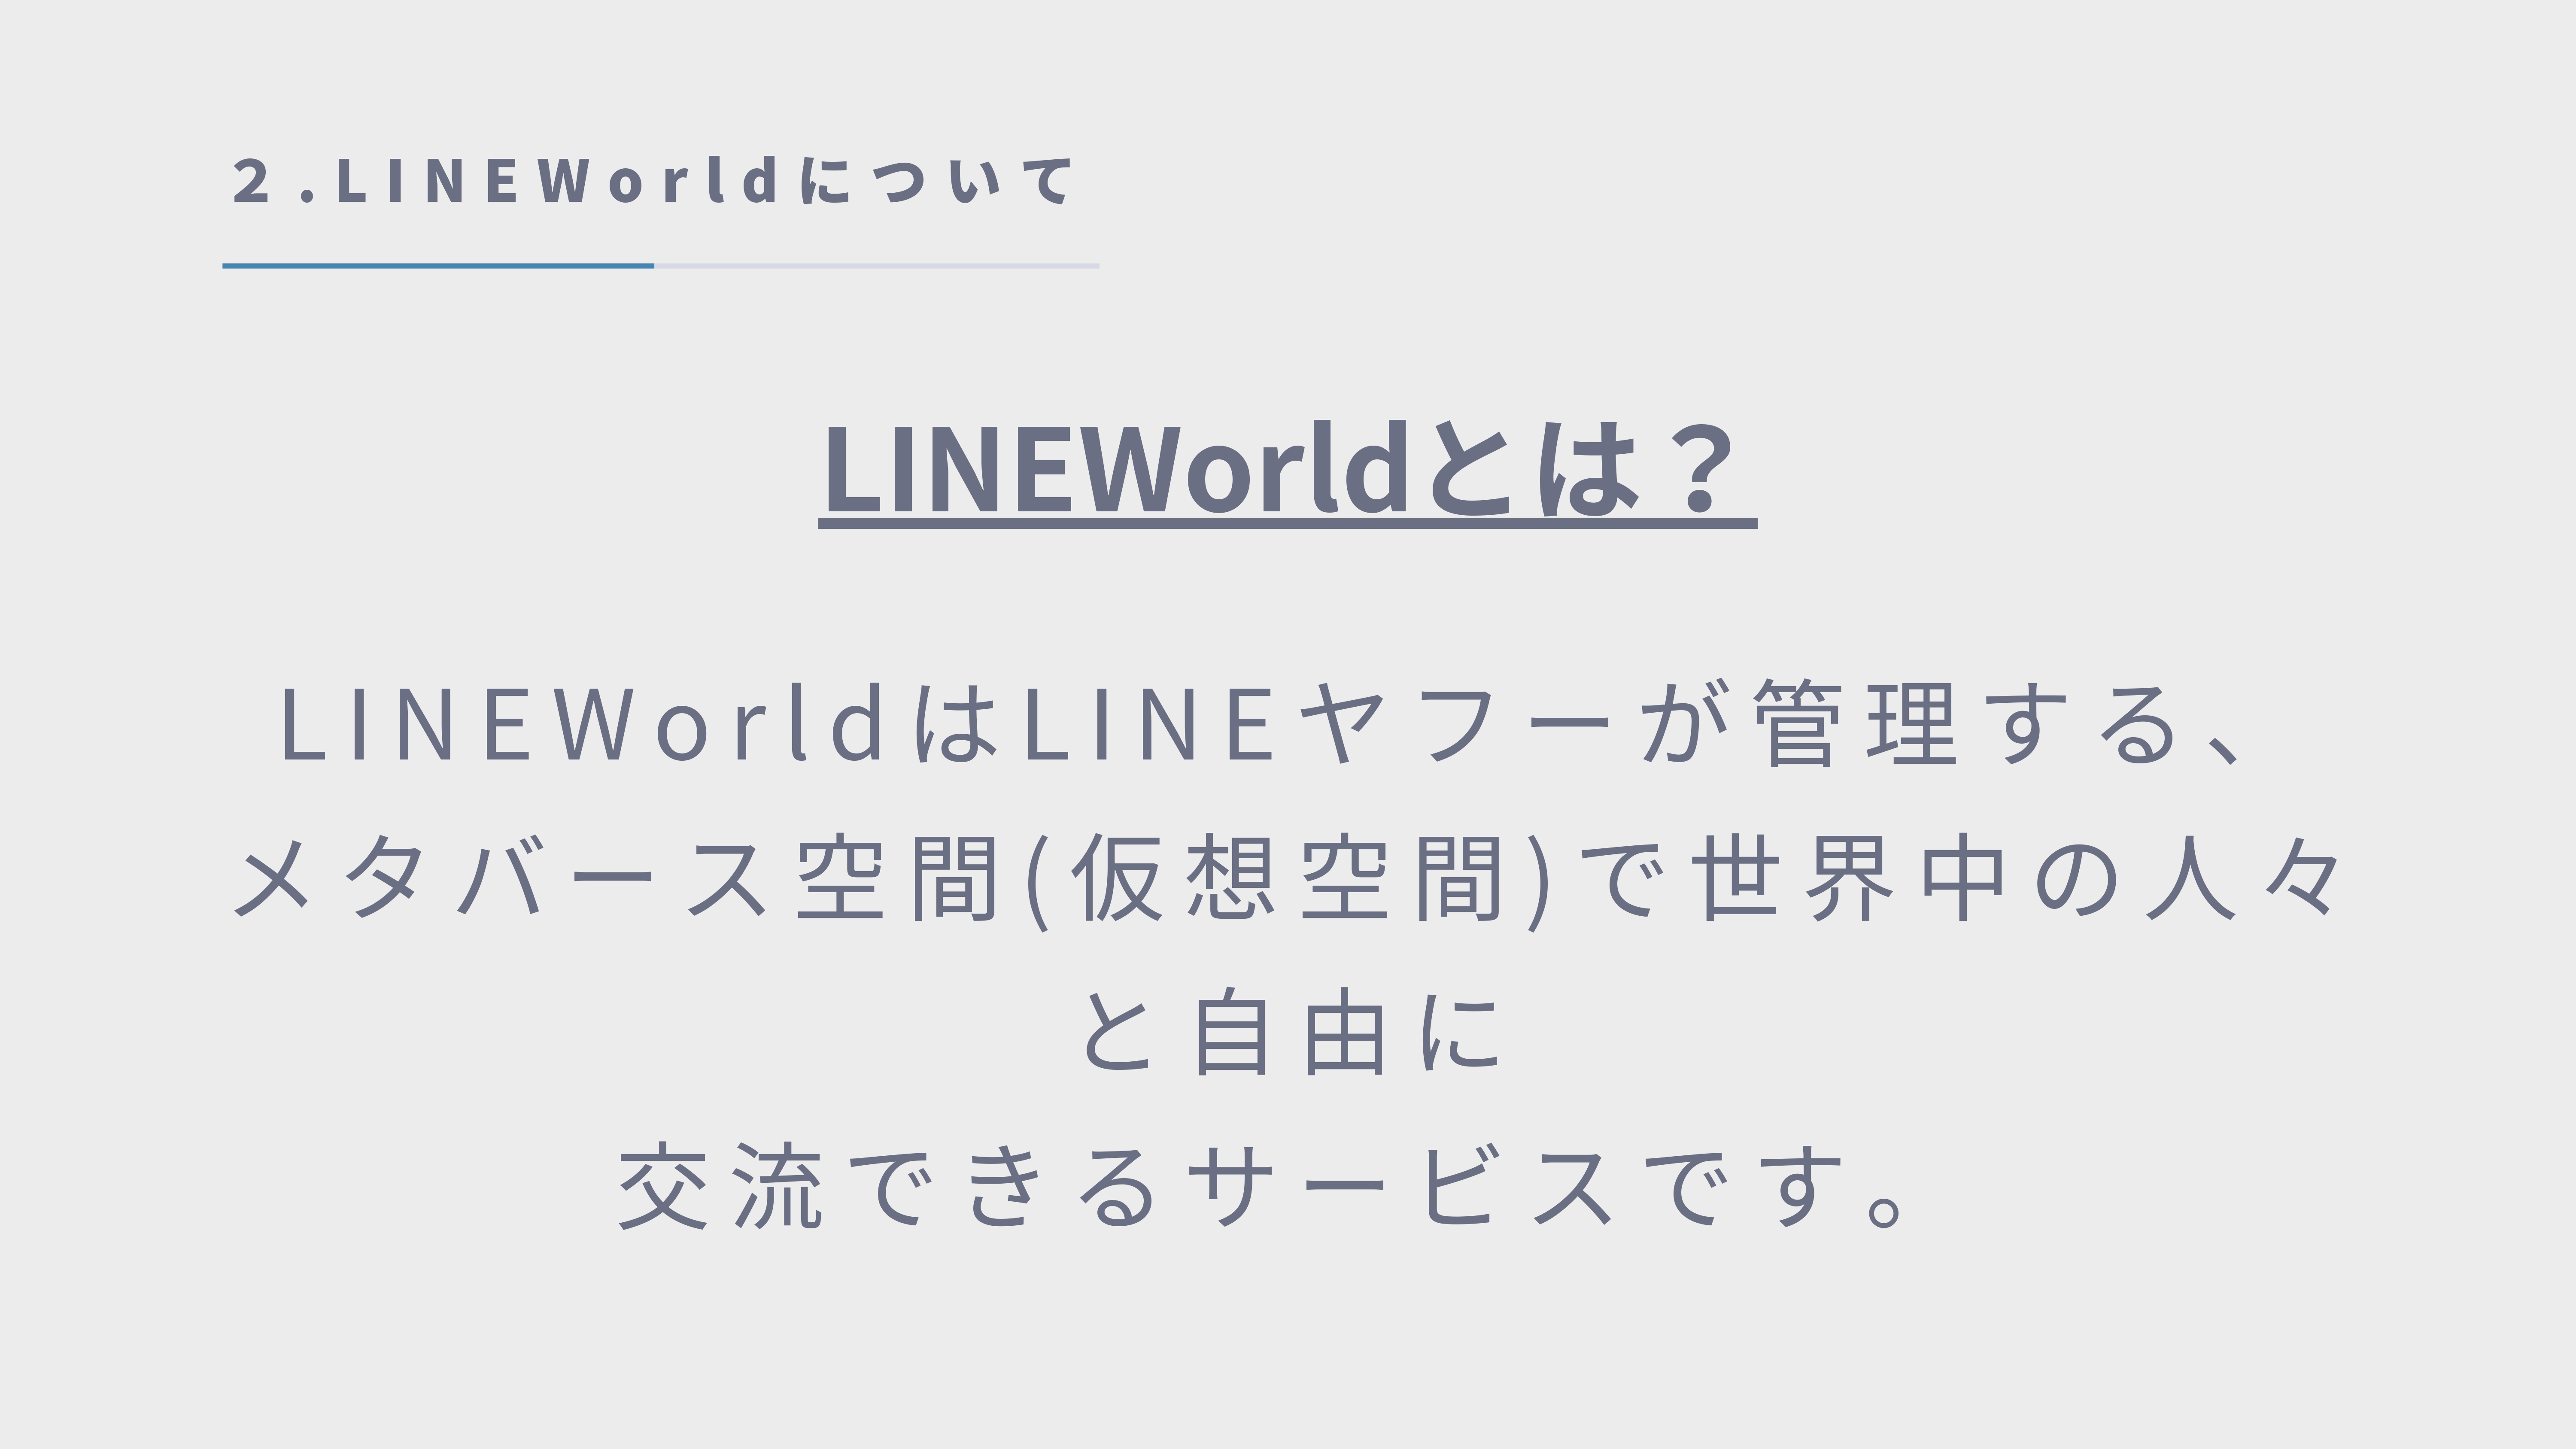 ２.LINEWorldについて
LINEWorldとは？
LINEWorldはLINEヤフーが管理する、
メタバース空間(仮想空間)で世界中の人々
と自由に
交流できるサービスです。